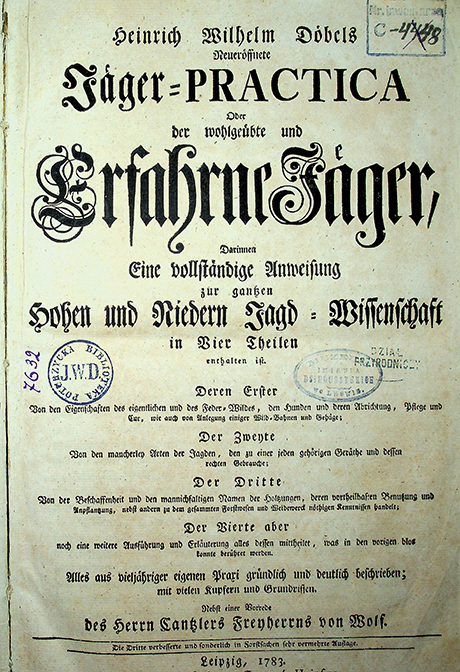 Heinrich Wilhelm Döbels
Neueröffnete
Jäger=PRACTICA
Oder
der wohlgeübte und
Erfahrne Jäger,
Darinnen
Eine vollständige Anweisung
zur gantzen
Hohen und Niedern Jagd = Wissenschaft
in Vier Theilen
enthalten ist.
Deren Erster
Von den Eigenschaften des eigentlichen und des Feder-Wildes, den Hunden und deren Abrichtung, Pflege und
Cur, wie auch von Anlegung einiger Wild-Bahnen und Gehäge;
Der Zweyte
Von den mancherley Arten der Jagden, den zu einer jeden gehörigen Geräthe und dessen
rechten Gebrauche;
Der Dritte
Von der Beschaffenheit und den mannichfaltigen Namen der Holtzungen, deren vortheilhaften Benutzung und
Anpflantzung, nebst andern zu dem gesammten Forstwesen und Weidewerck nöthigen Kenntnissen handelt;
Der Vierte aber
noch eine weitere Ausführung und Erläuterung alles dessen mittheilet, was in den vorigen blos
konnte berühret werden.
Alles aus vieljähriger eigenen Praxi gründlich und deutlich beschrieben;
mit vielen Kupfern und Grundrissen.
Nebst einer Vorrede
des Herrn Cantzlers Freyherrns von Wolf.
Die Dritte verbesserte und sonderlich in Forstsachen sehr vermehrte Auflage.
Leipzig, 1783.
7632
POTURZYCKA BIBLIOTEKA
J.W.D.
DZIAŁ
PRZYRODNICZY